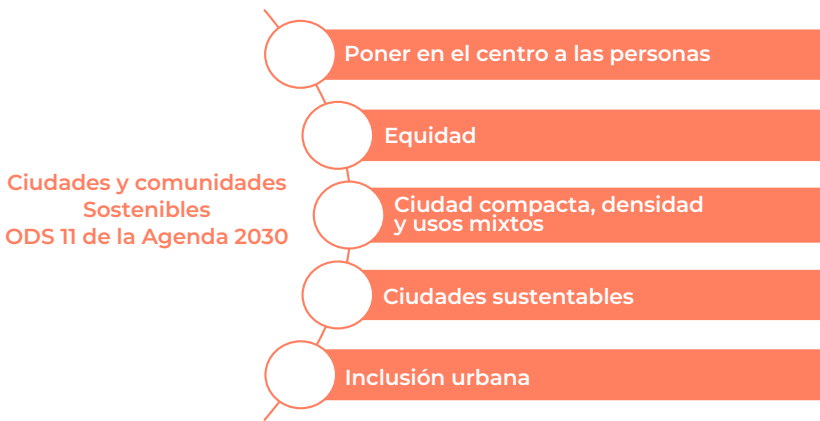 Ciudades y comunidades
Sostenibles
ODS 11 de la Agenda 2030
Poner en el centro a las personas
Equidad
Ciudad compacta, densidad
y usos mixtos
Ciudades sustentables
Inclusión urbana